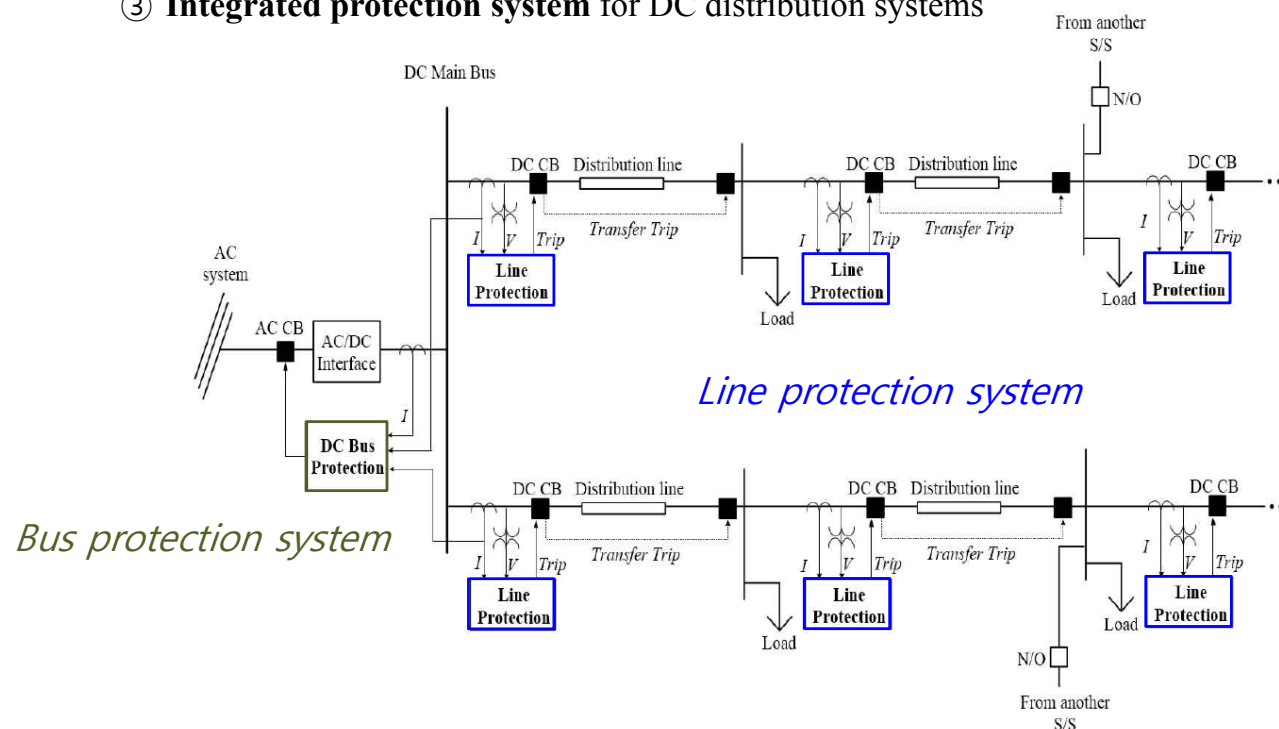 ③ Integrated protection system for DC distribution systems
From another
S/S
N/O
DC Main Bus
DC CB
Distribution line
DC CB
Distribution line
DC CB
Transfer Trip
Transfer Trip
I
V
Trip
I
V
Trip
I
V
Trip
Line
Protection
Line
Protection
Line
Protection
Load
Load
AC
system
AC CB
AC/DC
Interface
I
DC Bus
Protection
Line protection system
Bus protection system
DC CB
Distribution line
DC CB
Distribution line
DC CB
Transfer Trip
Transfer Trip
I
V
Trip
I
V
Trip
I
V
Trip
Line
Protection
Line
Protection
Line
Protection
Load
Load
N/O
From another
S/S